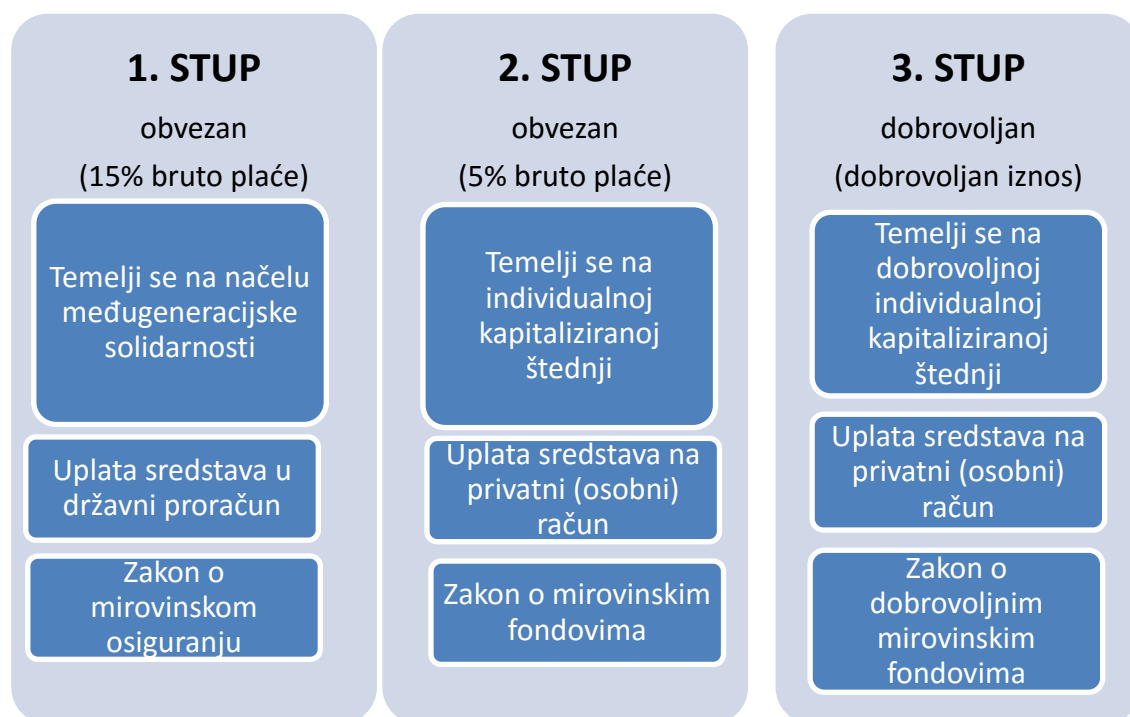 1. STUP
obvezan
(15% bruto plaće)
Temelji se na načelu
međugeneracijske
solidarnosti
Uplata sredstava u
državni proračun
Zakon o
mirovinskom
osiguranju
2. STUP
obvezan
(5% bruto plaće)
Temelji se na
individualnoj
kapitaliziranoj
štednji
Uplata sredstava na
privatni (osobni)
račun
Zakon o mirovinskim
fondovima
3. STUP
dobrovoljan
(dobrovoljan iznos)
Temelji se na
dobrovoljnoj
individualnoj
kapitaliziranoj
štednji
Uplata sredstava na
privatni (osobni)
račun
Zakon o
dobrovoljnim
mirovinskim
fondovima